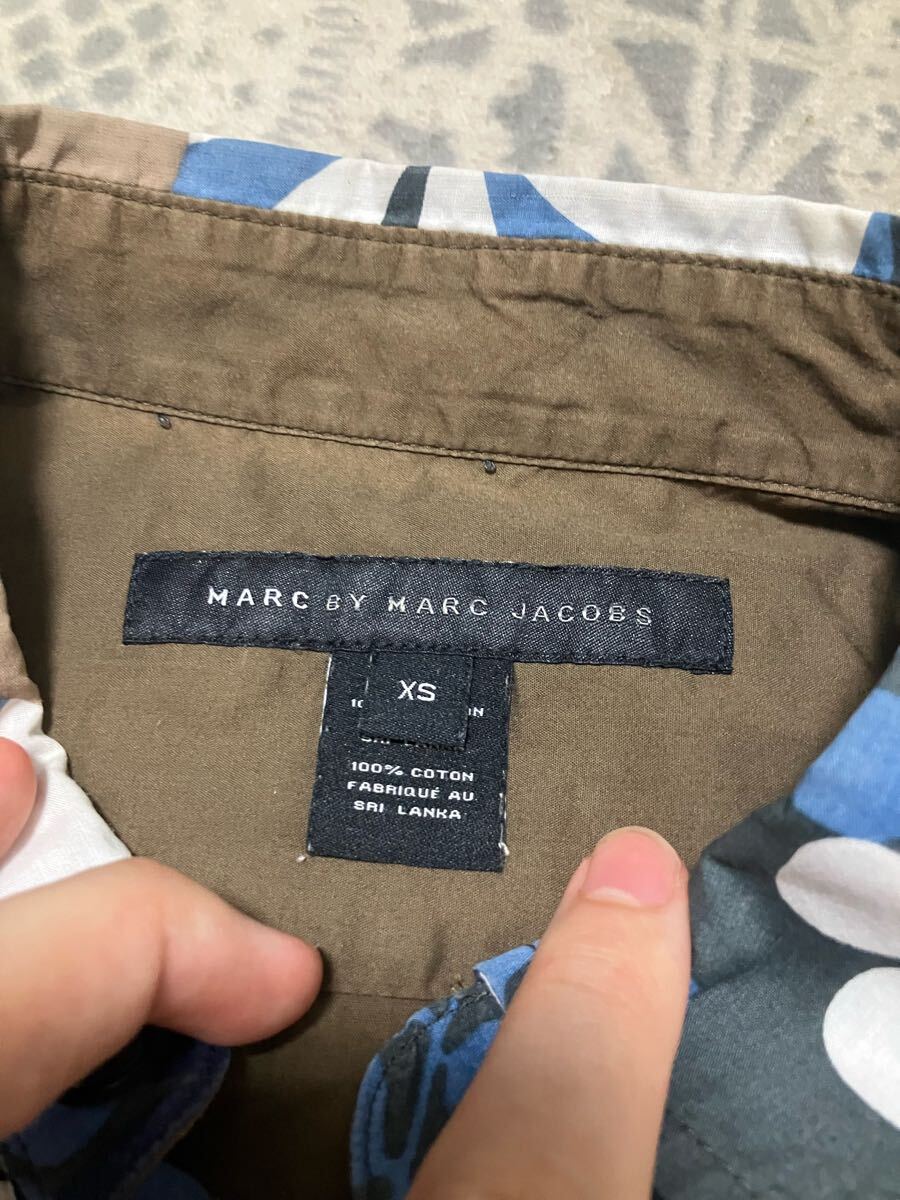 MARC BY MARC JACOBS
XS
100% COTON
FABRIQUÉ AU
SRI LANKA